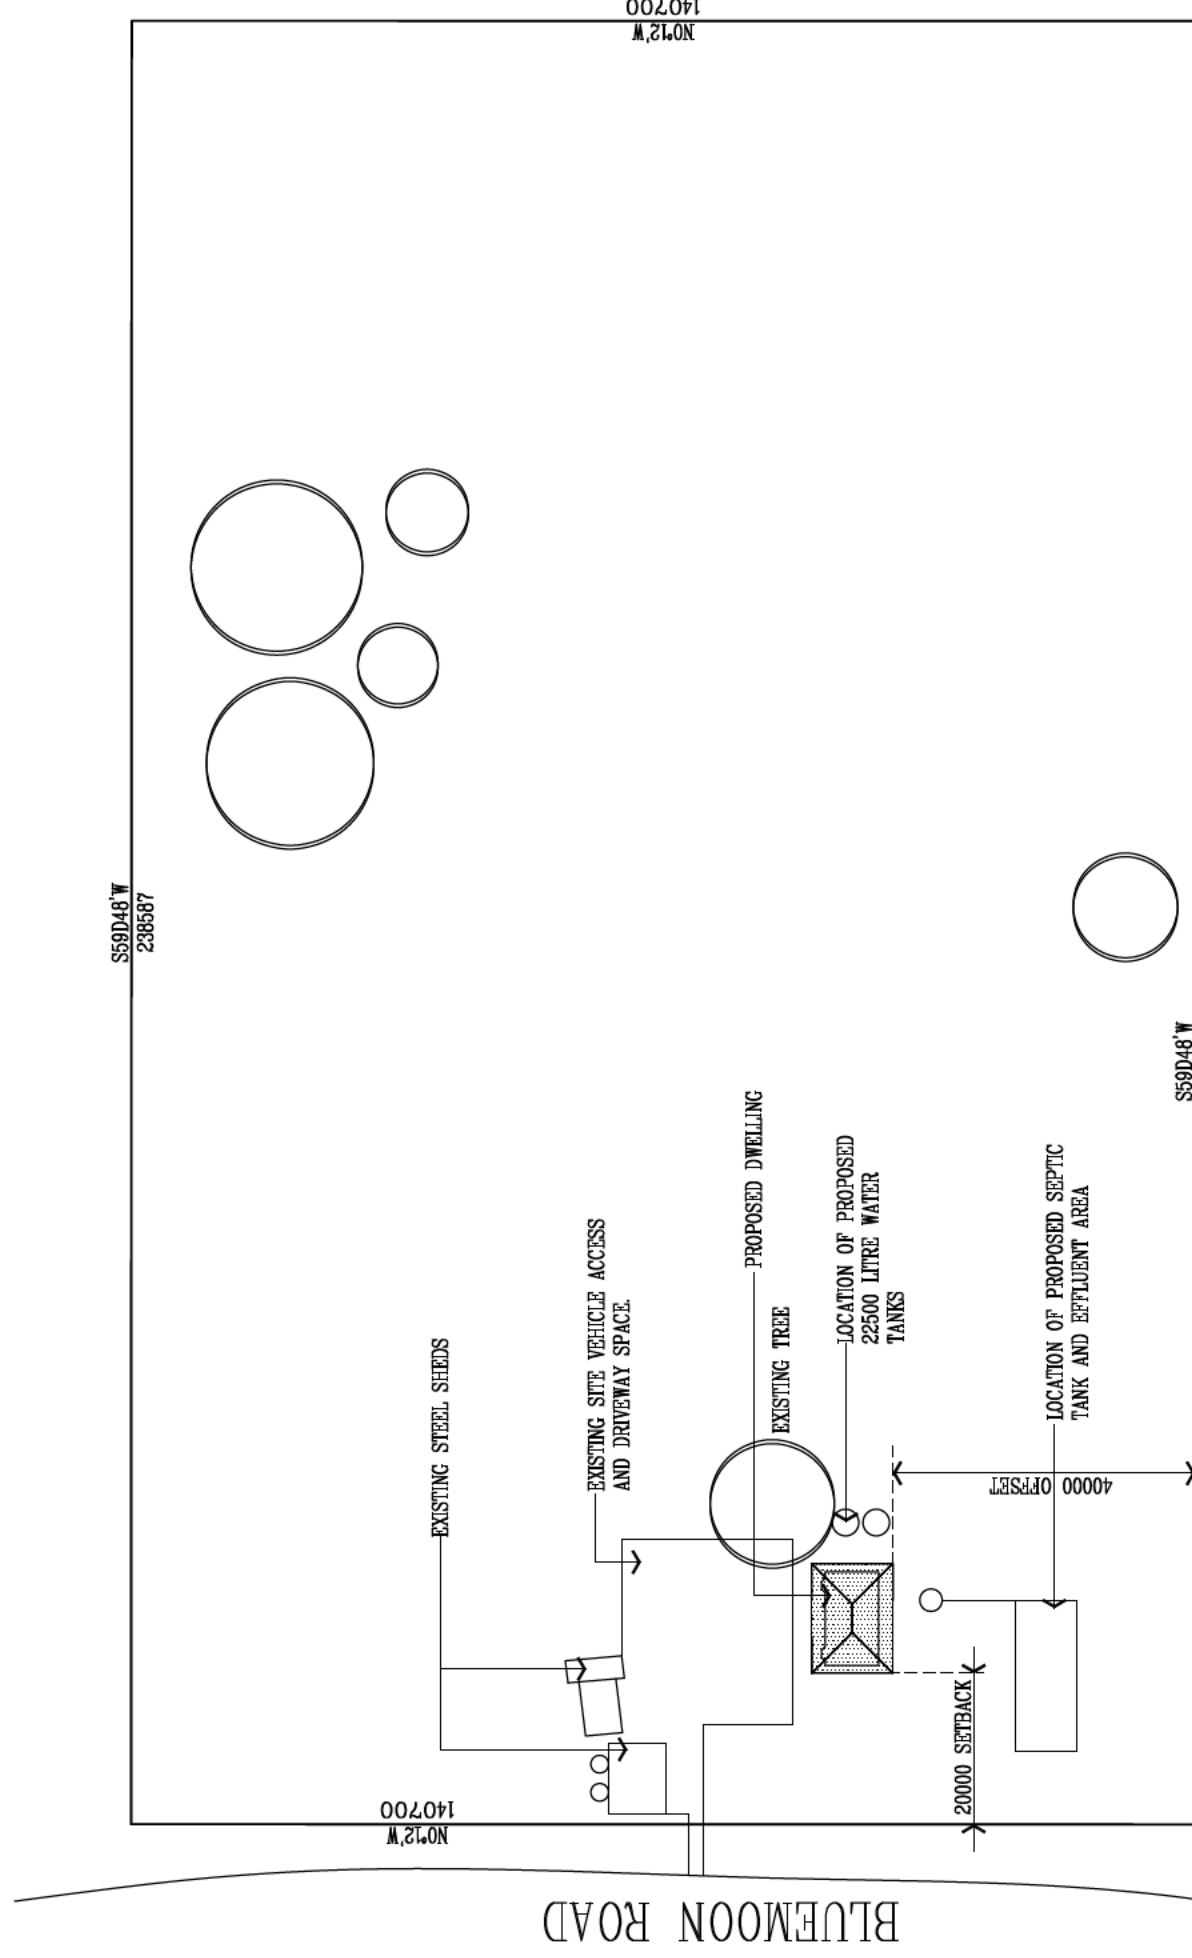 140700
N0°12'W
S59D48'W
238587
S59D48'W
PROPOSED DWELLING
LOCATION OF PROPOSED
22500 LITRE WATER
TANKS
LOCATION OF PROPOSED SEPTIC
TANK AND EFFLUENT AREA
EXISTING SITE VEHICLE ACCESS
AND DRIVEWAY SPACE.
EXISTING TREE
EXISTING STEEL SHEDS
40000 OFFSET
20000 SETBACK
140700
N0°12'W
BLUEMOON ROAD